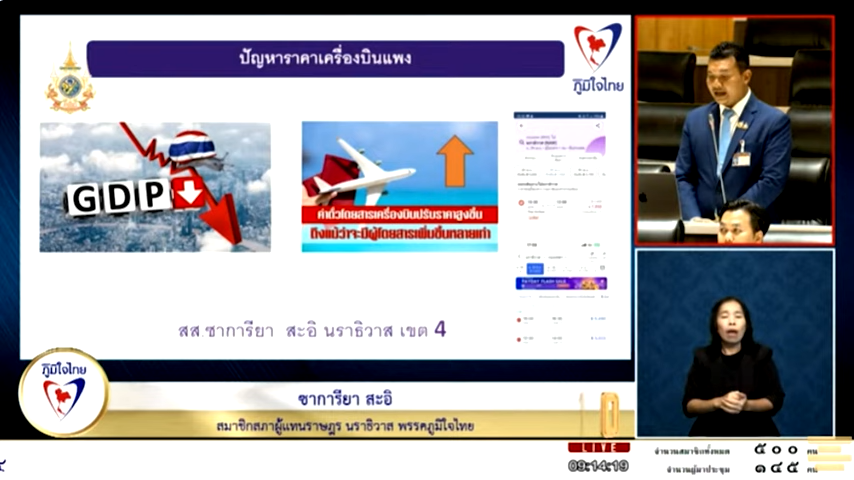 ปัญหาราคาเครื่องบินแพง
ภูมิใจไทย
GDP
ค่าตั๋วโดยสารเครื่องบินปรับราคาสูงขึ้น
ถึงแม้ว่าจะมีผู้โดยสารเพิ่มขึ้นหลายเท่า
สส.ซาการียา สะอิ นราธิวาส เขต 4
ภูมิใจไทย
ซาการียา สะอิ
สมาชิกสภาผู้แทนราษฎร นราธิวาส พรรคภูมิใจไทย
10
LIVE
09:14:19
จำนวนสมาชิกทั้งหมด ๕๐๐ คน
จำนวนผู้มาประชุม ๑๔๕ คน